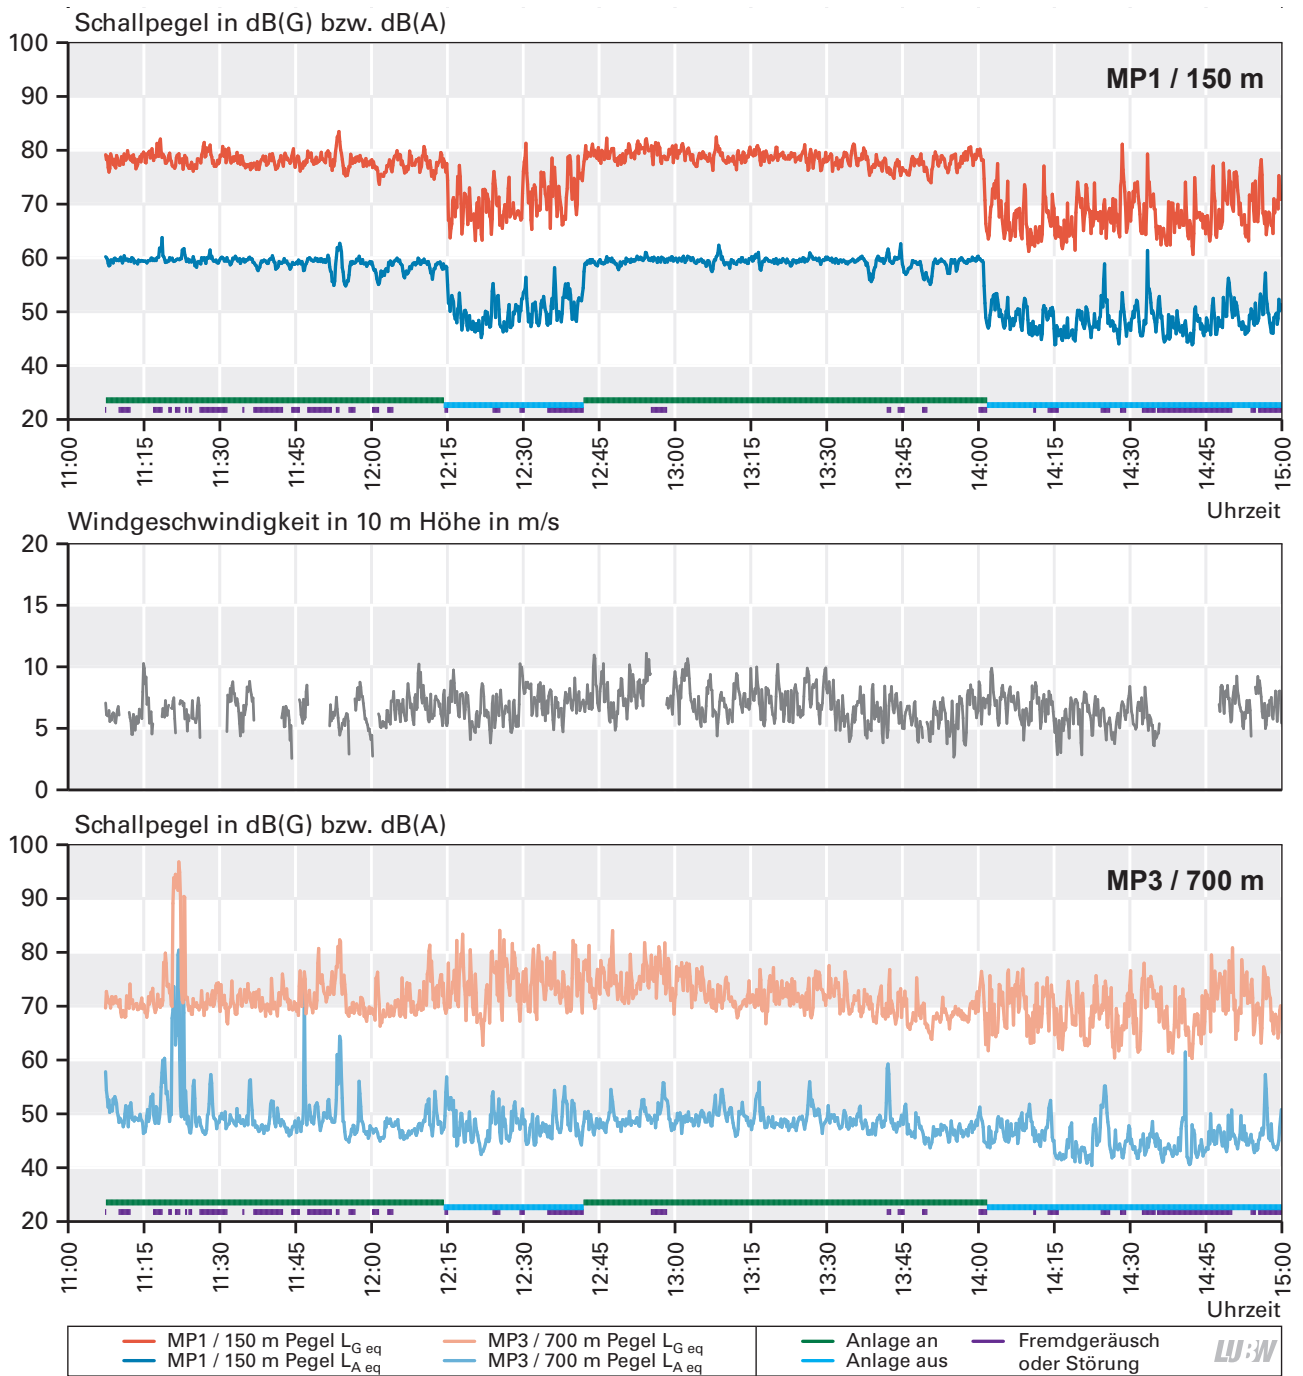 Schallpegel in dB(G) bzw. dB(A)
MP1 / 150 m
100
90
80
70
60
50
40
20
11:00 11:15 11:30 11:45 12:00 12:15 12:30 12:45 13:00 13:15 13:30 13:45 14:00 14:15 14:30 14:45 15:00
Uhrzeit
Windgeschwindigkeit in 10 m Höhe in m/s
20
15
10
5
0
Schallpegel in dB(G) bzw. dB(A)
MP3 / 700 m
100
90
80
70
60
50
40
20
11:00 11:15 11:30 11:45 12:00 12:15 12:30 12:45 13:00 13:15 13:30 13:45 14:00 14:15 14:30 14:45 15:00
Uhrzeit
MP1 / 150 m Pegel L G eq
MP1 / 150 m Pegel L A eq
MP3 / 700 m Pegel L G eq
MP3 / 700 m Pegel L A eq
Anlage an
Anlage aus
Fremdgeräusch
oder Störung
LUBW